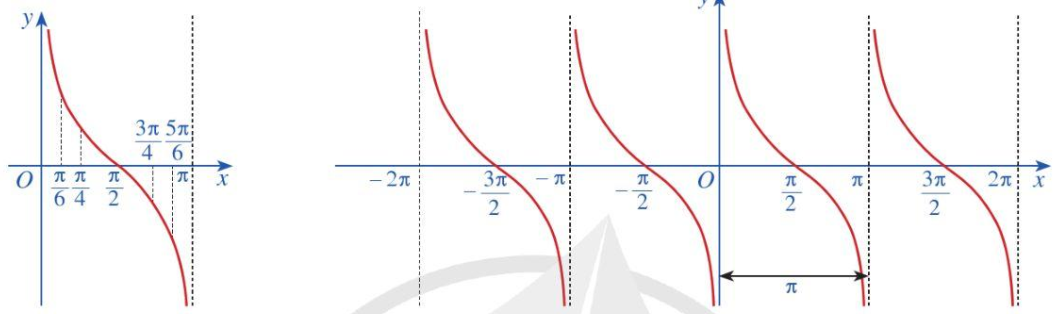 y
3π/4 5π/6
O π/6 π/4 π/2 π x
y
-2π -3π/2 -π -π/2 O π/2 π 3π/2 2π x
π